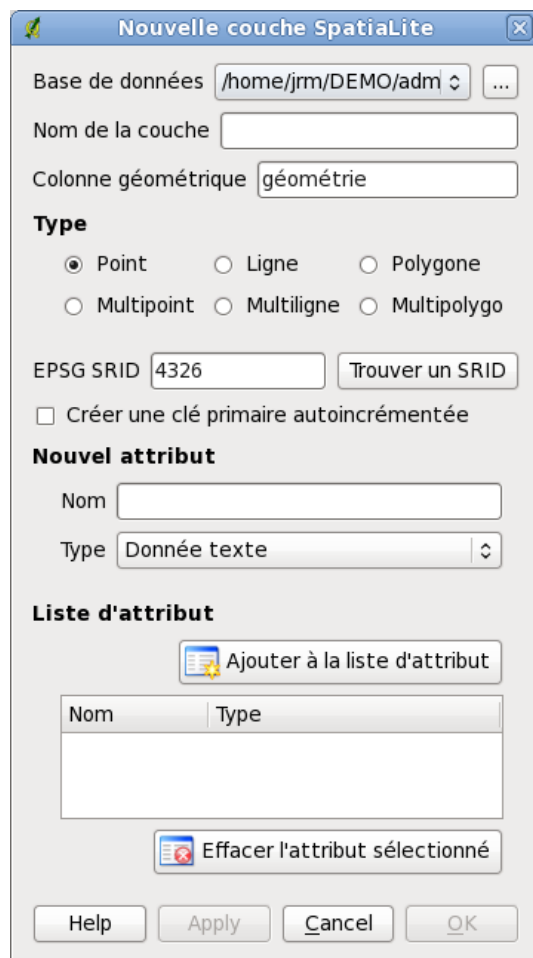 Nouvelle couche SpatiaLite
Base de données /home/jrm/DEMO/adm ...
Nom de la couche
Colonne géométrique géométrie
Type
Point Ligne Polygone
Multipoint Multiligne Multipolygo
EPSG SRID 4326 Trouver un SRID
Créer une clé primaire autoincrémentée
Nouvel attribut
Nom
Type Donnée texte
Liste d'attribut
Ajouter à la liste d'attribut
Nom Type
Effacer l'attribut sélectionné
Help Apply Cancel OK